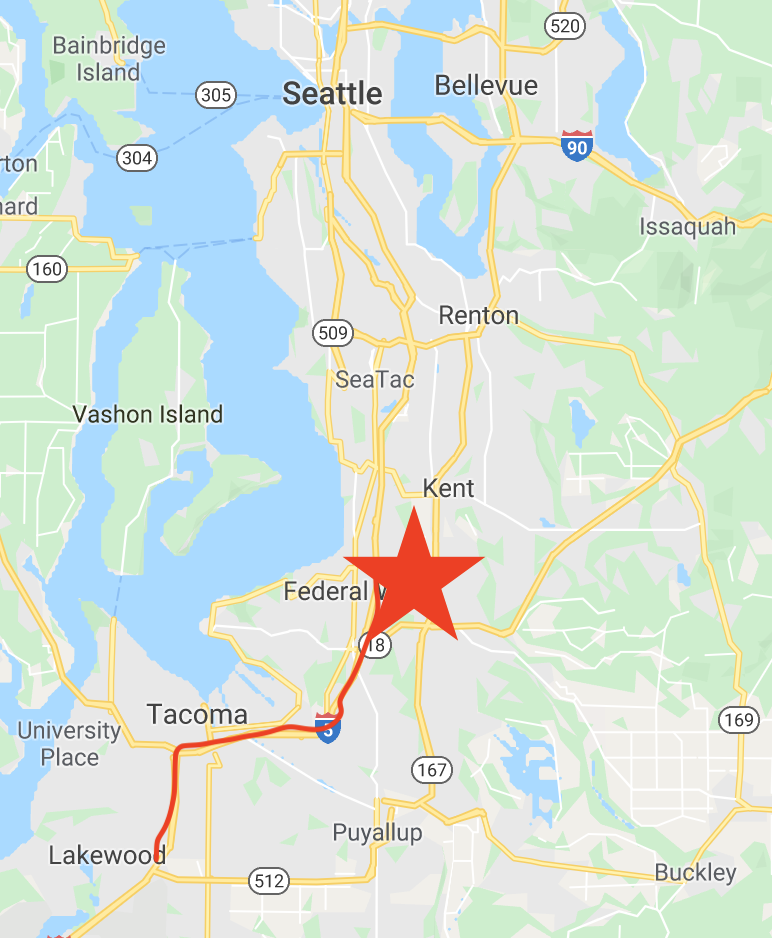 520
Bainbridge
Island
305
Seattle
Bellevue
304
90
rton
nard
Issaquah
160
Renton
509
SeaTac
Vashon Island
Kent
Federal W
18
Tacoma
University
Place
5
169
167
Puyallup
Lakewood
512
Buckley